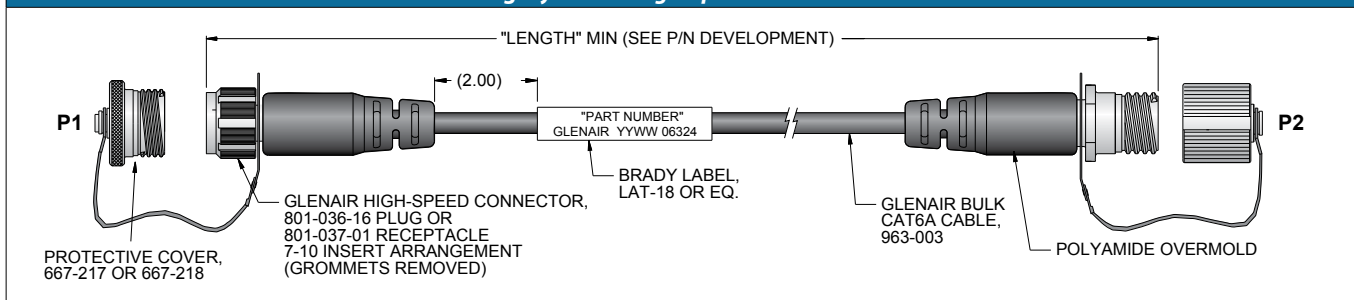 "LENGTH" MIN (SEE P/N DEVELOPMENT)
(2.00)
P1
"PART NUMBER"
GLENAIR YYWW 06324
P2
BRADY LABEL,
LAT-18 OR EQ.
GLENAIR HIGH-SPEED CONNECTOR,
801-036-16 PLUG OR
801-037-01 RECEPTACLE
7-10 INSERT ARRANGEMENT
(GROMMETS REMOVED)
GLENAIR BULK
CAT6A CABLE,
963-003
PROTECTIVE COVER,
667-217 OR 667-218
POLYAMIDE OVERMOLD